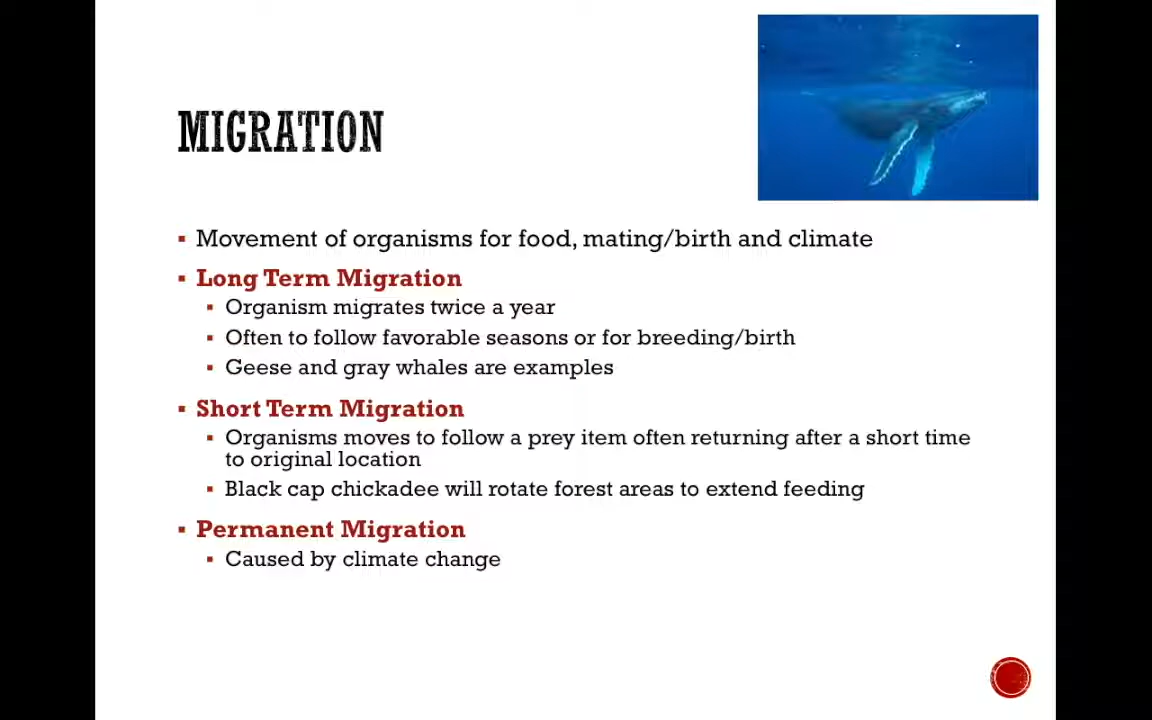 MIGRATION
▪ Movement of organisms for food, mating/birth and climate
▪ Long Term Migration
▪ Organism migrates twice a year
▪ Often to follow favorable seasons or for breeding/birth
▪ Geese and gray whales are examples
▪ Short Term Migration
▪ Organisms moves to follow a prey item often returning after a short time
to original location
▪ Black cap chickadee will rotate forest areas to extend feeding
▪ Permanent Migration
▪ Caused by climate change